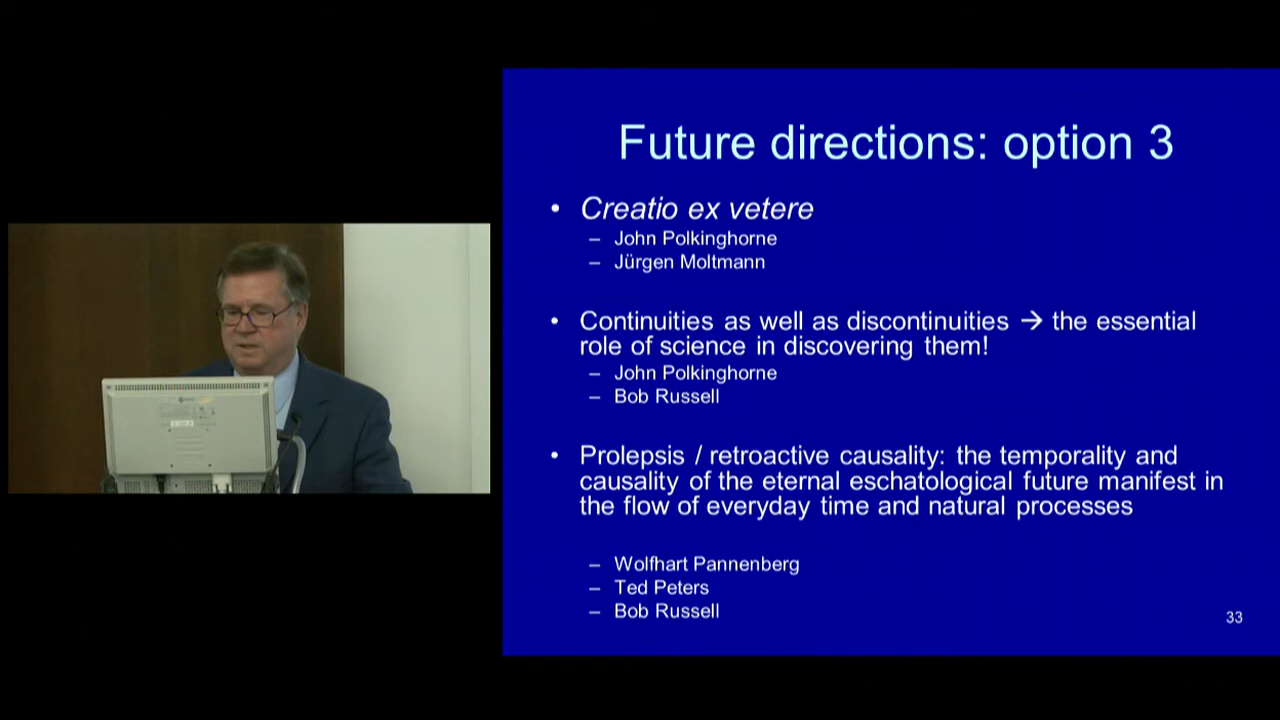 Future directions: option 3
• Creatio ex vetere
– John Polkinghorne
– Jürgen Moltmann
• Continuities as well as discontinuities → the essential
role of science in discovering them!
– John Polkinghorne
– Bob Russell
• Prolepsis / retroactive causality: the temporality and
causality of the eternal eschatological future manifest in
the flow of everyday time and natural processes
– Wolfhart Pannenberg
– Ted Peters
– Bob Russell
33